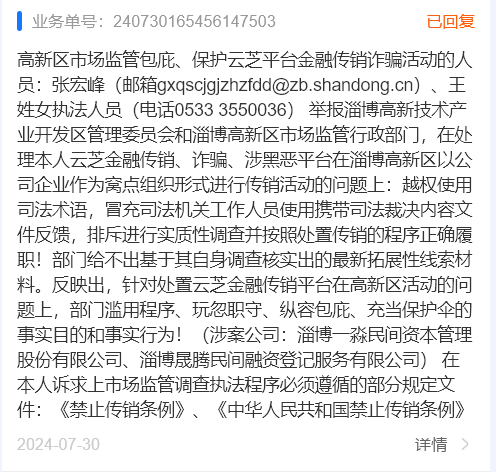 业务单号：240730165456147503 已回复
高新区市场监管包庇、保护云芝平台金融传销诈骗活动的人
员：张宏峰（邮箱gxqscjgjzhzfdd@zb.shandong.cn）、王
姓女执法人员（电话0533 3550036） 举报淄博高新技术产
业开发区管理委员会和淄博高新区市场监管行政部门，在处
理本人云芝金融传销、诈骗、涉黑恶平台在淄博高新区以公
司企业作为窝点组织形式进行传销活动的问题上：越权使用
司法术语，冒充司法机关工作人员使用携带司法裁决内容文
件反馈，排斥进行实质性调查并按照处置传销的程序正确履
职！部门给不出基于其自身调查核实出的最新拓展性线索材
料。反映出，针对处置云芝金融传销平台在高新区活动的问
题上，部门滥用程序、玩忽职守、纵容包庇、充当保护伞的
事实目的和事实行为！（涉案公司：淄博一淼民间资本管理
股份有限公司、淄博晟腾民间融资登记服务有限公司） 在
本人诉求上市场监管调查执法程序必须遵循的部分规定文
件：《禁止传销条例》、《中华人民共和国禁止传销条例》
2024-07-30 详情